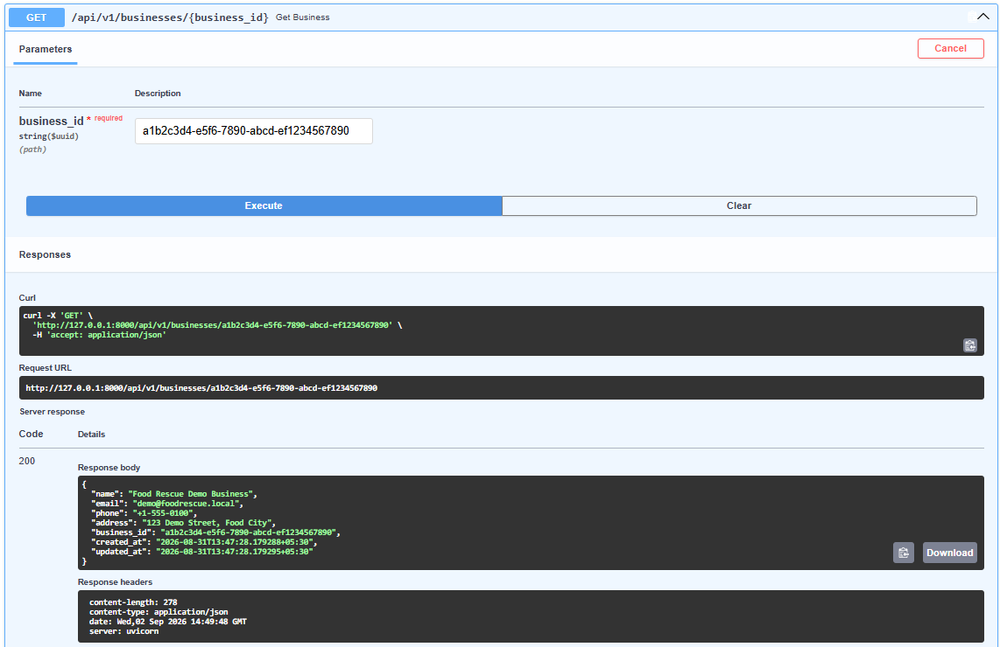 GET /api/v1/businesses/{business_id} Get Business
Parameters
Cancel
Name Description
business_id * required
string($uuid)
(path)
a1b2c3d4-e5f6-7890-abcd-ef1234567890
Execute Clear
Responses
Curl
curl -X 'GET' \
  'http://127.0.0.1:8000/api/v1/businesses/a1b2c3d4-e5f6-7890-abcd-ef1234567890' \
  -H 'accept: application/json'
Request URL
http://127.0.0.1:8000/api/v1/businesses/a1b2c3d4-e5f6-7890-abcd-ef1234567890
Server response
Code Details
200
Response body
{
  "name": "Food Rescue Demo Business",
  "email": "demo@foodrescue.local",
  "phone": "+1-555-0100",
  "address": "123 Demo Street, Food City",
  "business_id": "a1b2c3d4-e5f6-7890-abcd-ef1234567890",
  "created_at": "2026-08-31T13:47:28.179288+05:30",
  "updated_at": "2026-08-31T13:47:28.179295+05:30"
}
Download
Response headers
content-length: 278
content-type: application/json
date: Wed,02 Sep 2026 14:49:48 GMT
server: uvicorn